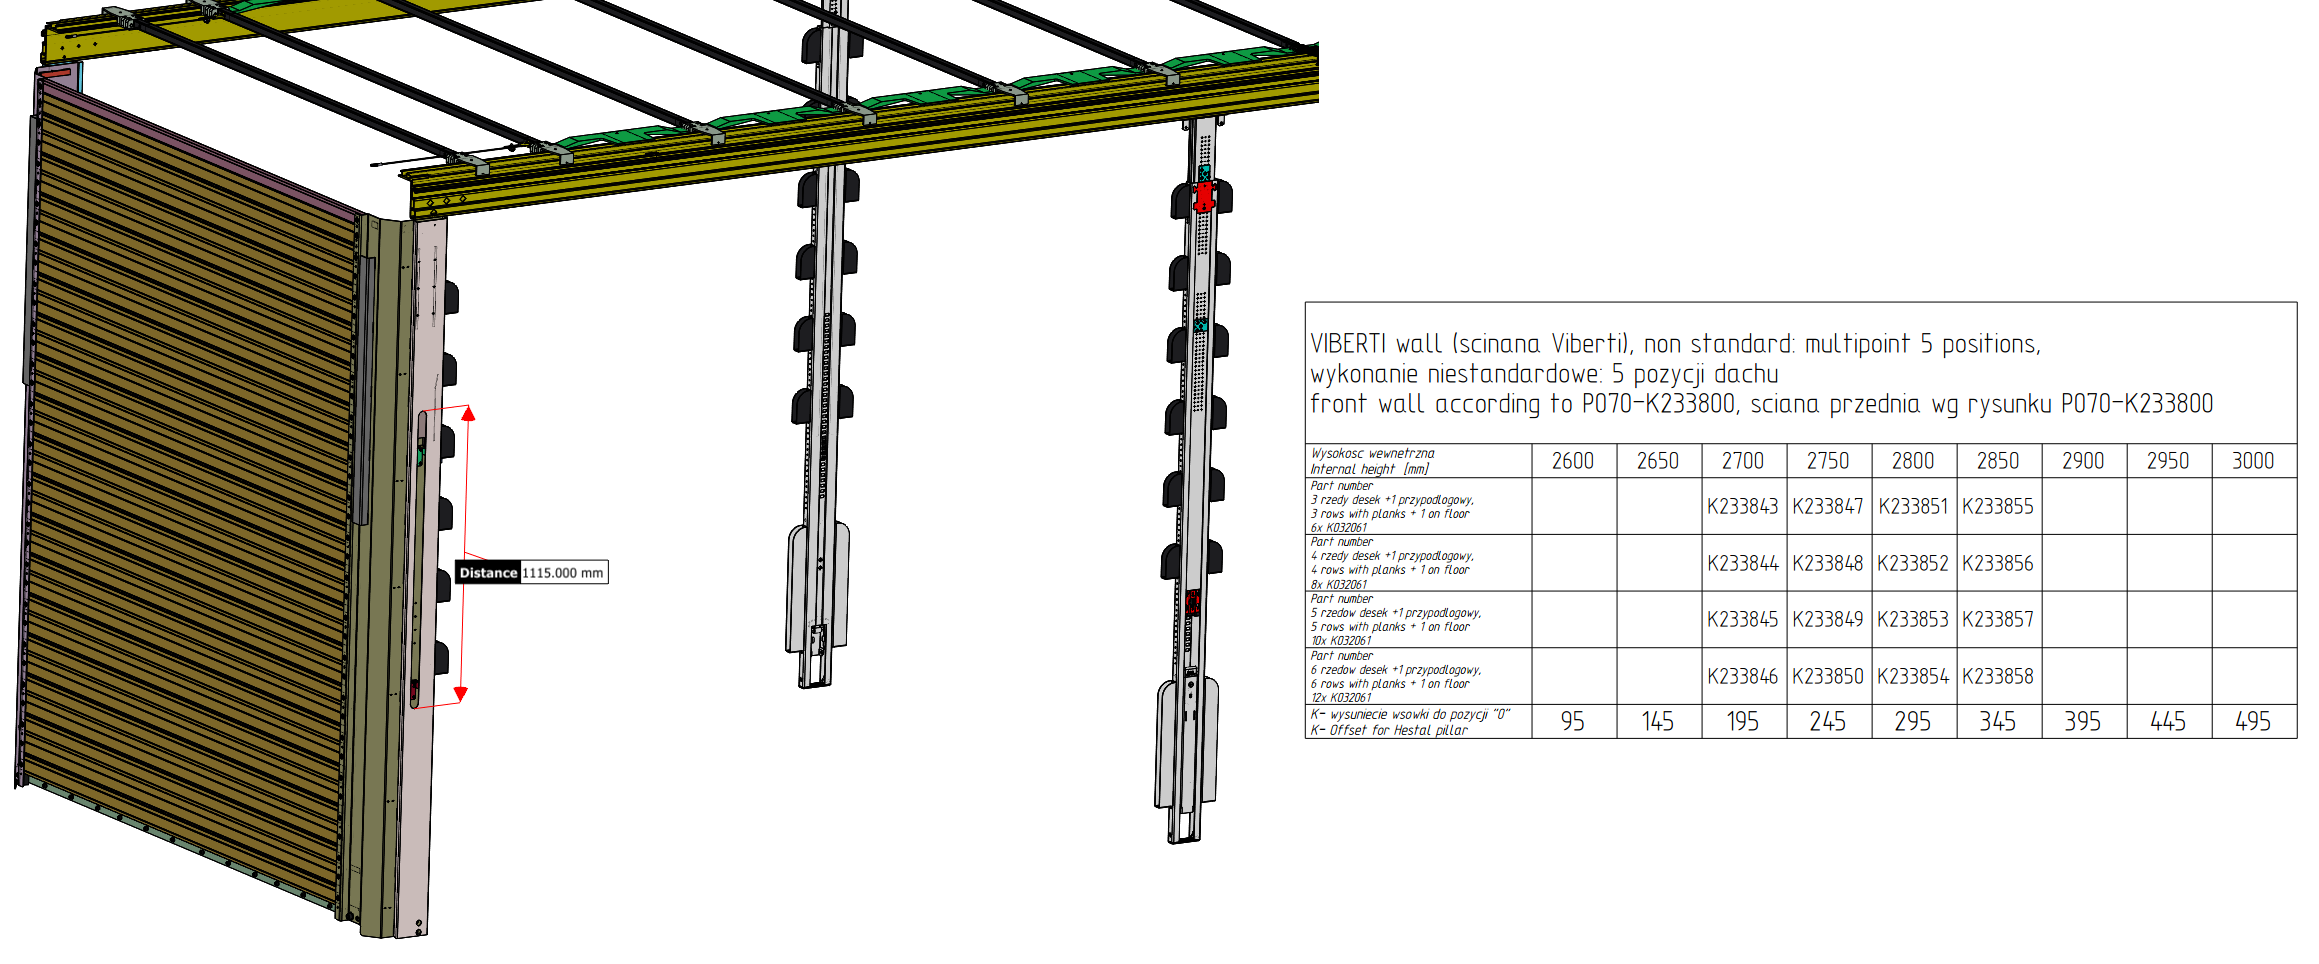 Distance 1115.000 mm
VIBERTI wall (scinana Viberti), non standard: multipoint 5 positions,
wykonanie niestandardowe: 5 pozycji dachu
front wall according to P070-K233800, sciana przednia wg rysunku P070-K233800
Wysokosc wewnetrzna
Internal height [mm]
2600 2650 2700 2750 2800 2850 2900 2950 3000
Part number
3 rzedy desek +1 przypodlogowy,
3 rows with planks + 1 on floor
6x K032061
K233843 K233847 K233851 K233855
Part number
4 rzedy desek +1 przypodlogowy,
4 rows with planks + 1 on floor
8x K032061
K233844 K233848 K233852 K233856
Part number
5 rzedow desek +1 przypodlogowy,
5 rows with planks + 1 on floor
10x K032061
K233845 K233849 K233853 K233857
Part number
6 rzedow desek +1 przypodlogowy,
6 rows with planks + 1 on floor
12x K032061
K233846 K233850 K233854 K233858
K- wysuniecie wsowki do pozycji "0"
K- Offset for Hestal pillar
95 145 195 245 295 345 395 445 495